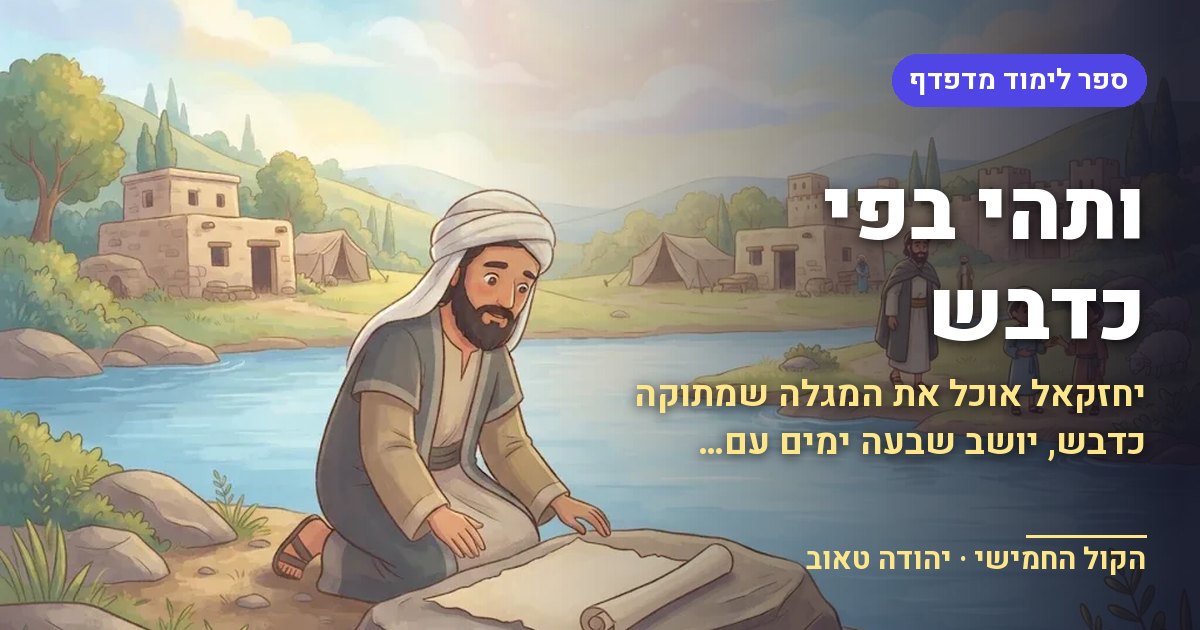 ספר לימוד מדפדף
ותהי בפי
כדבש
יחזקאל אוכל את המגלה שמתוקה
כדבש, יושב שבעה ימים עם...
הקול החמישי · יהודה טאוב